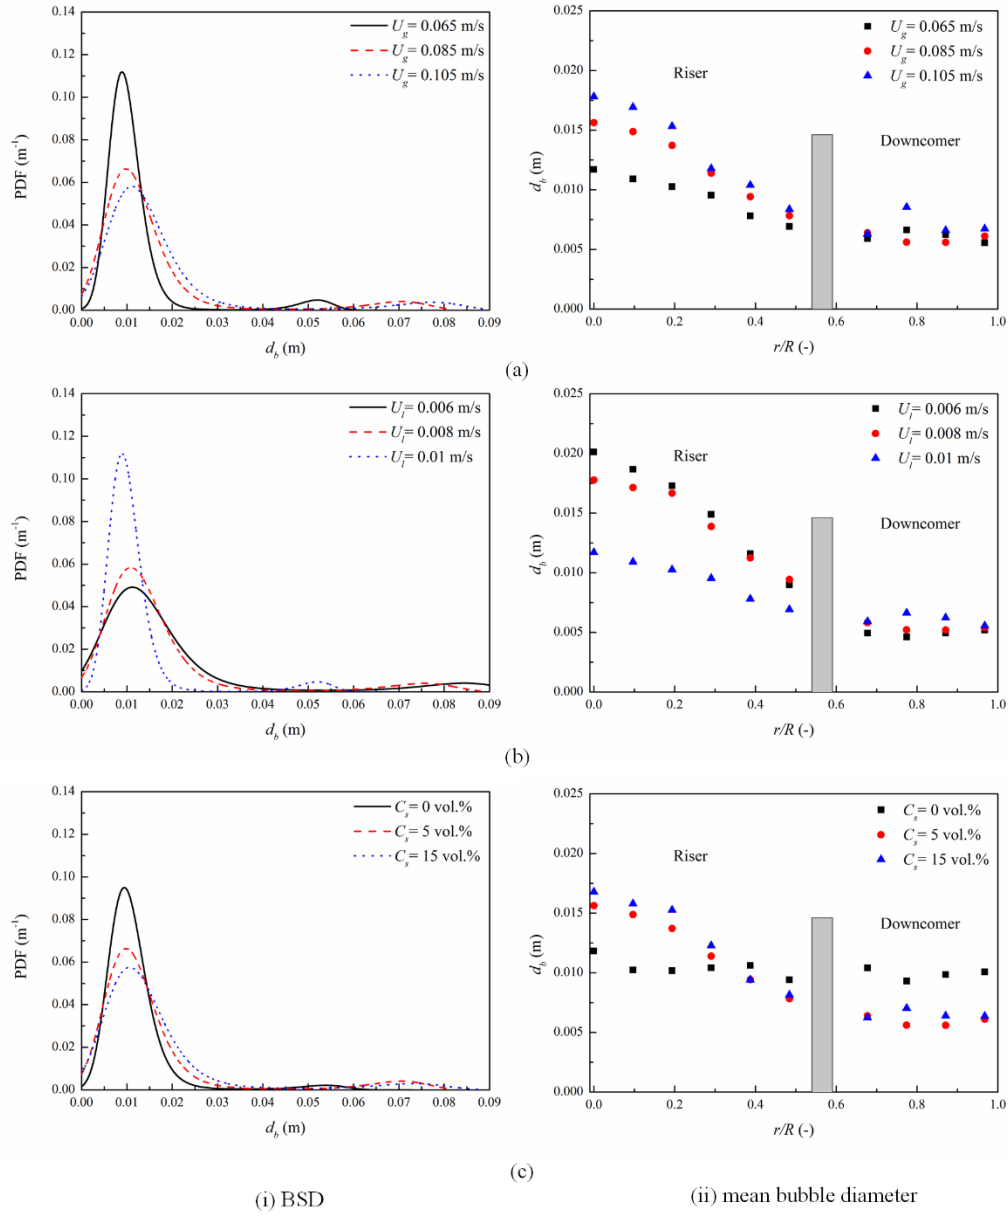 0.14
0.12
0.10
0.08
0.06
0.04
0.02
0.00
PDF (m⁻¹)
0.00 0.01 0.02 0.03 0.04 0.05 0.06 0.07 0.08 0.09
d_b (m)
U_g= 0.065 m/s
U_g= 0.085 m/s
U_g= 0.105 m/s
0.025
0.020
0.015
0.010
0.005
0.000
d_b (m)
0.0 0.2 0.4 0.6 0.8 1.0
r/R (-)
Riser
Downcomer
U_g= 0.065 m/s
U_g= 0.085 m/s
U_g= 0.105 m/s
(a)
0.14
0.12
0.10
0.08
0.06
0.04
0.02
0.00
PDF (m⁻¹)
0.00 0.01 0.02 0.03 0.04 0.05 0.06 0.07 0.08 0.09
d_b (m)
U_l= 0.006 m/s
U_l= 0.008 m/s
U_l= 0.01 m/s
0.025
0.020
0.015
0.010
0.005
0.000
d_b (m)
0.0 0.2 0.4 0.6 0.8 1.0
r/R (-)
Riser
Downcomer
U_l= 0.006 m/s
U_l= 0.008 m/s
U_l= 0.01 m/s
(b)
0.14
0.12
0.10
0.08
0.06
0.04
0.02
0.00
PDF (m⁻¹)
0.00 0.01 0.02 0.03 0.04 0.05 0.06 0.07 0.08 0.09
d_b (m)
C_s= 0 vol.%
C_s= 5 vol.%
C_s= 15 vol.%
0.025
0.020
0.015
0.010
0.005
0.000
d_b (m)
0.0 0.2 0.4 0.6 0.8 1.0
r/R (-)
Riser
Downcomer
C_s= 0 vol.%
C_s= 5 vol.%
C_s= 15 vol.%
(c)
(i) BSD
(ii) mean bubble diameter